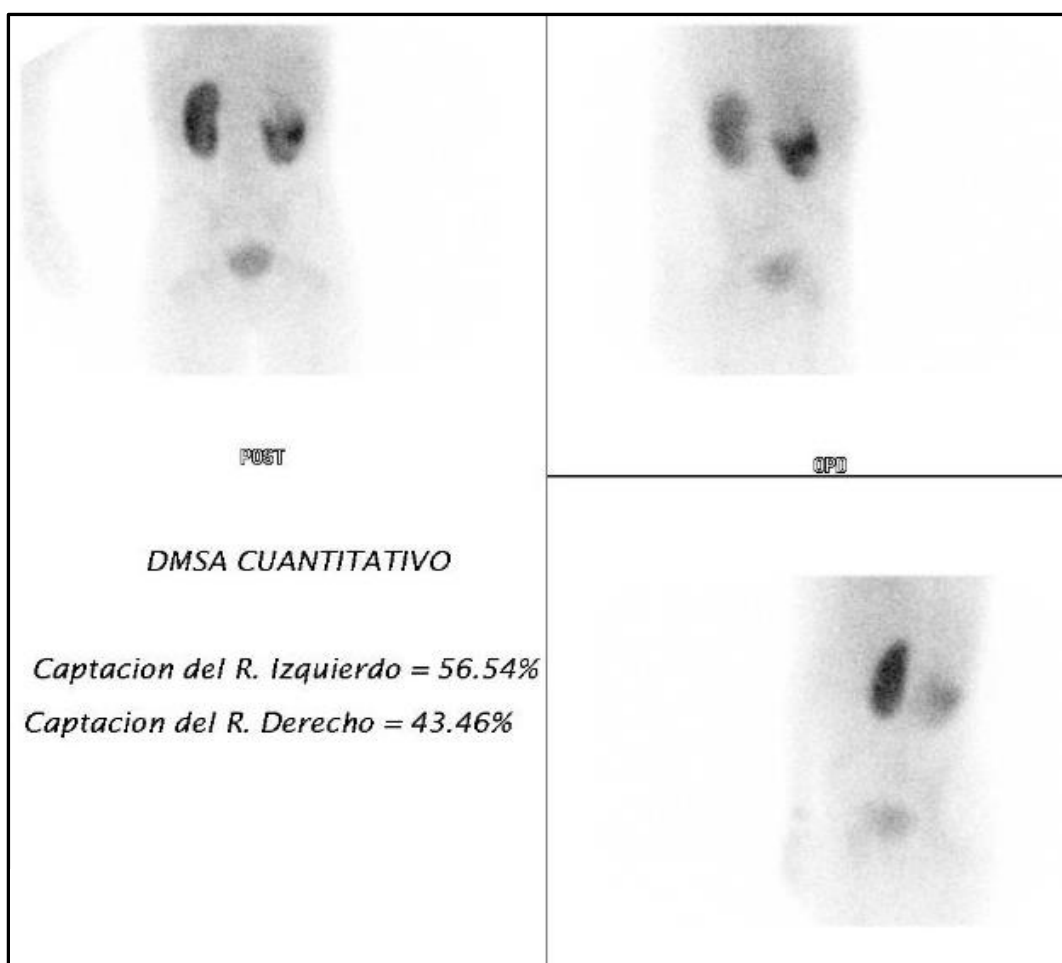 POST
OPD
DMSA CUANTITATIVO
Captacion del R. Izquierdo = 56.54%
Captacion del R. Derecho = 43.46%